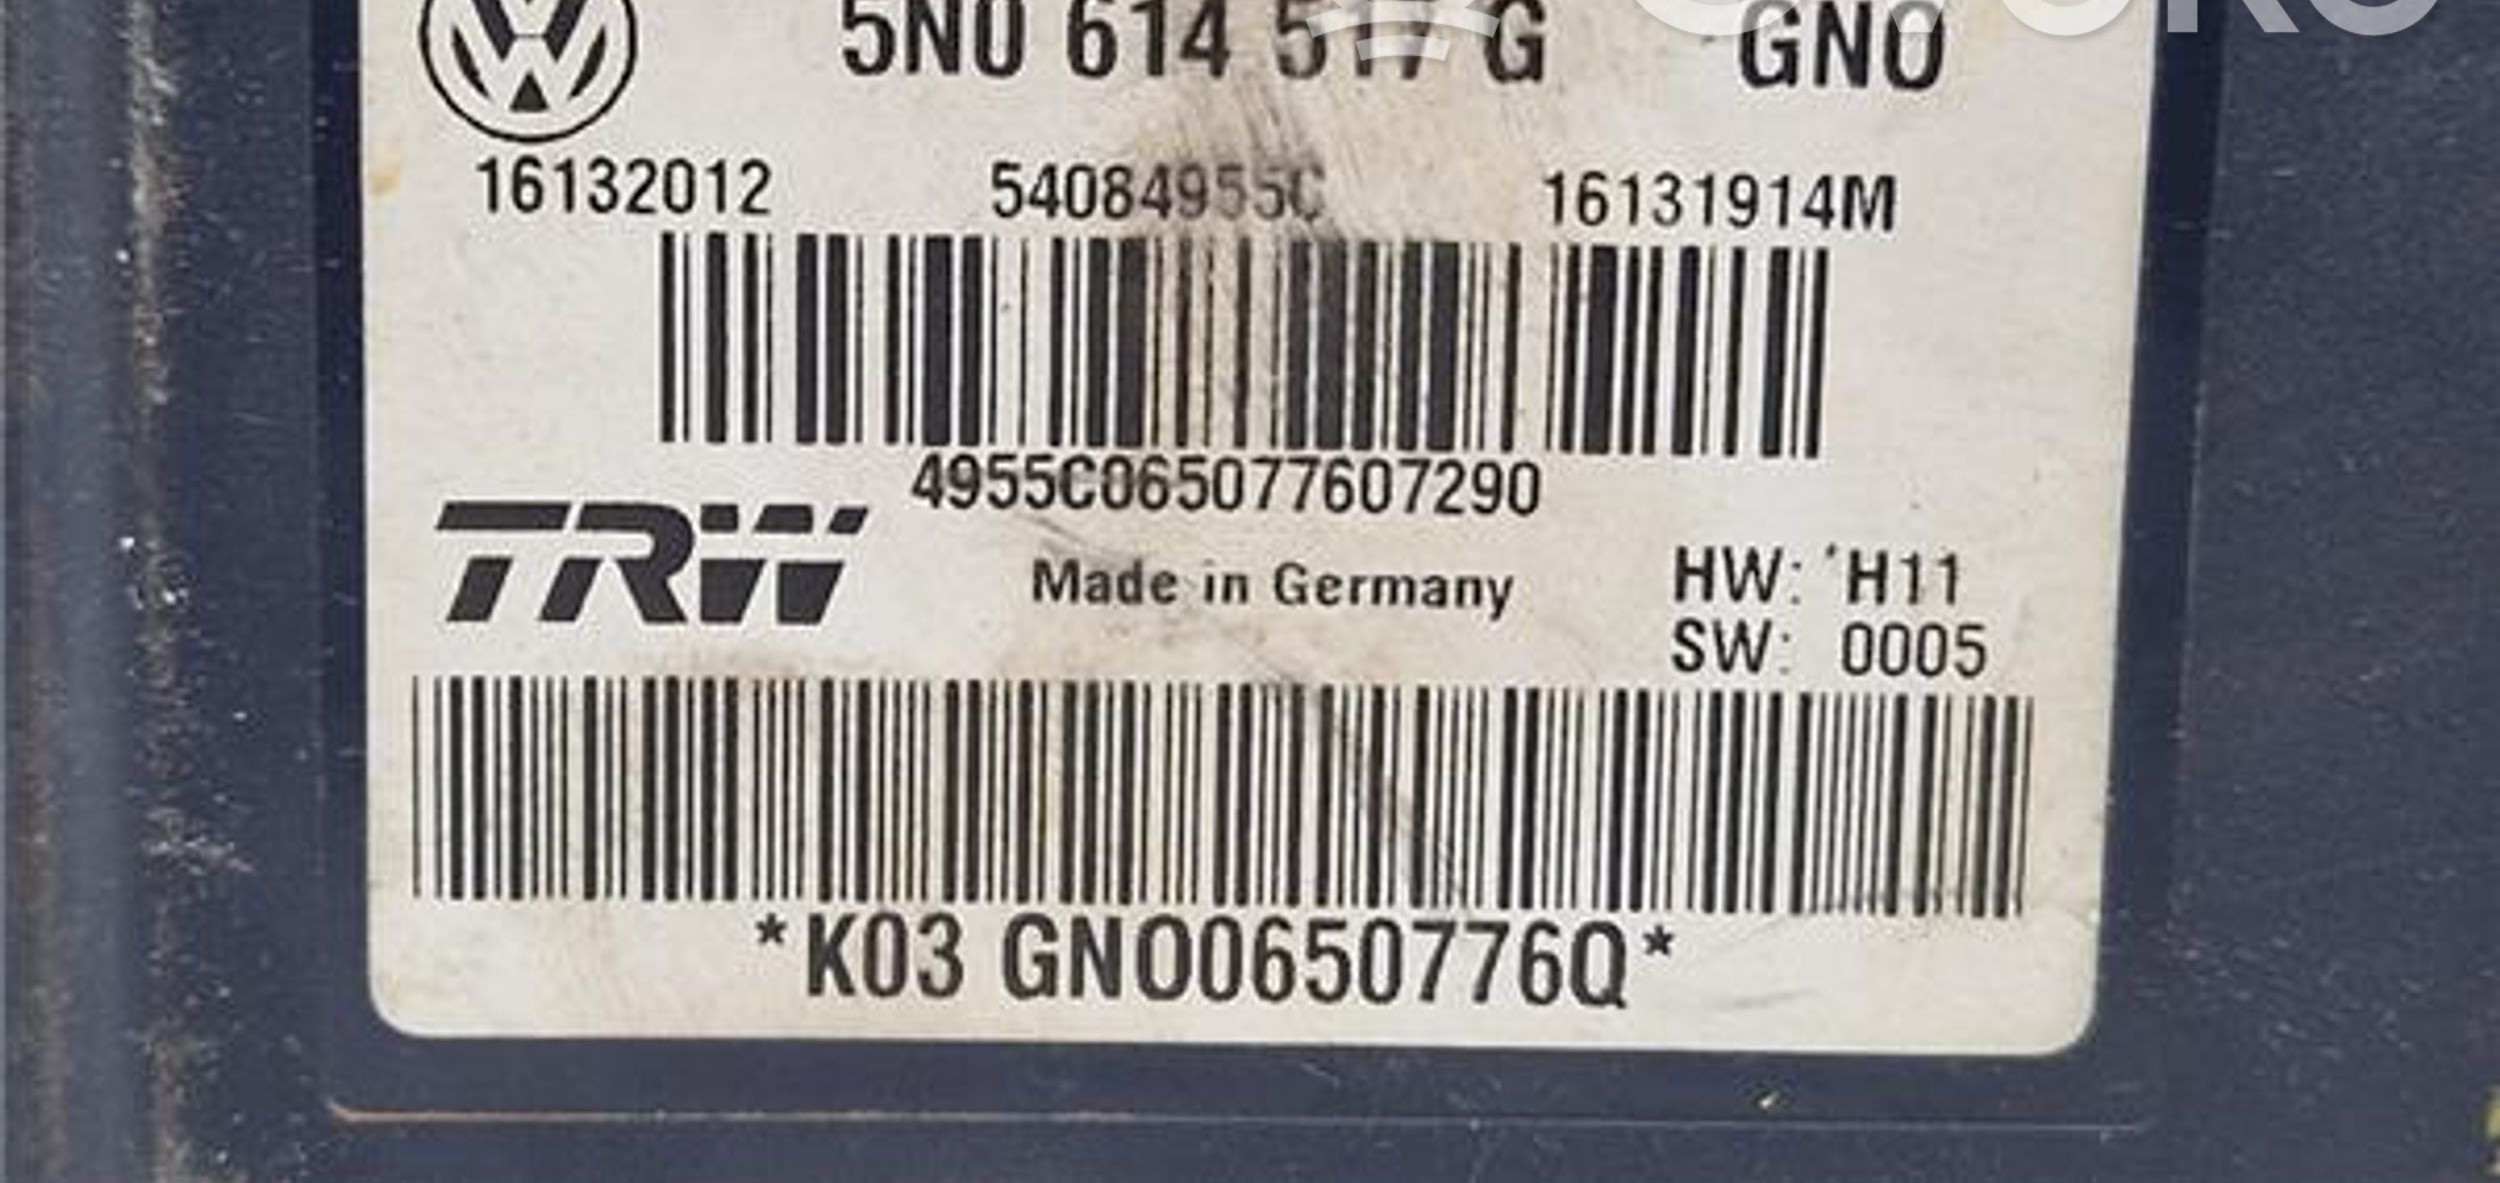 5N0 614 517 G GNO
16132012 54084955C 16131914M
4955C065077607290
TRW Made in Germany HW: H11
SW: 0005
*K03 GNO0650776Q*